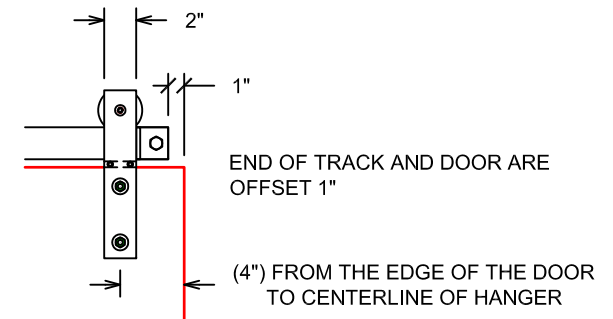 2"
1"
END OF TRACK AND DOOR ARE
OFFSET 1"
(4") FROM THE EDGE OF THE DOOR
TO CENTERLINE OF HANGER